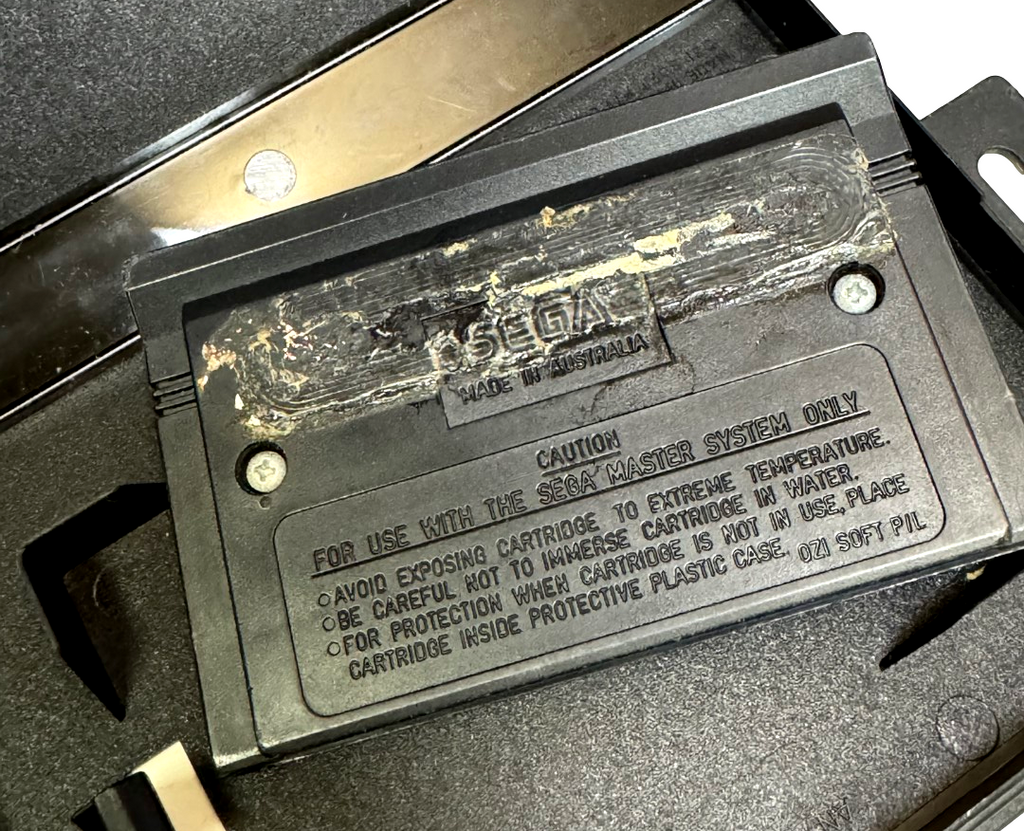 SEGA
MADE IN AUSTRALIA
CAUTION
FOR USE WITH THE SEGA MASTER SYSTEM ONLY
○AVOID EXPOSING CARTRIDGE TO EXTREME TEMPERATURE.
○BE CAREFUL NOT TO IMMERSE CARTRIDGE IN WATER.
○FOR PROTECTION WHEN CARTRIDGE IS NOT IN USE, PLACE
CARTRIDGE INSIDE PROTECTIVE PLASTIC CASE. OZI SOFT P/L